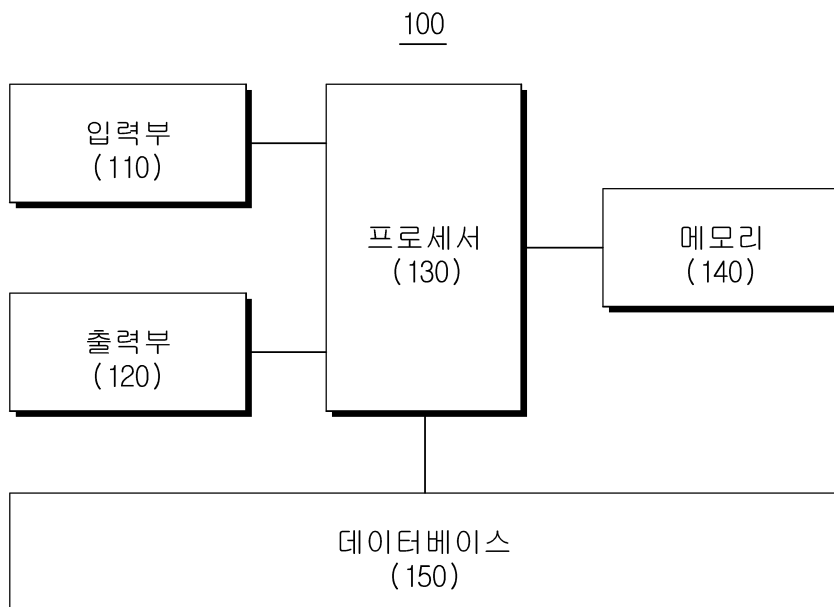 100
입력부
(110)
프로세서
(130)
메모리
(140)
출력부
(120)
데이터베이스
(150)